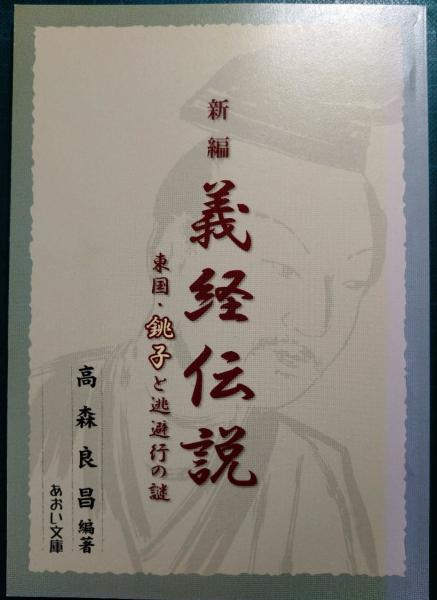 新編
義経伝説
東国・銚子と逃避行の謎
高森良昌編著
あおい文庫